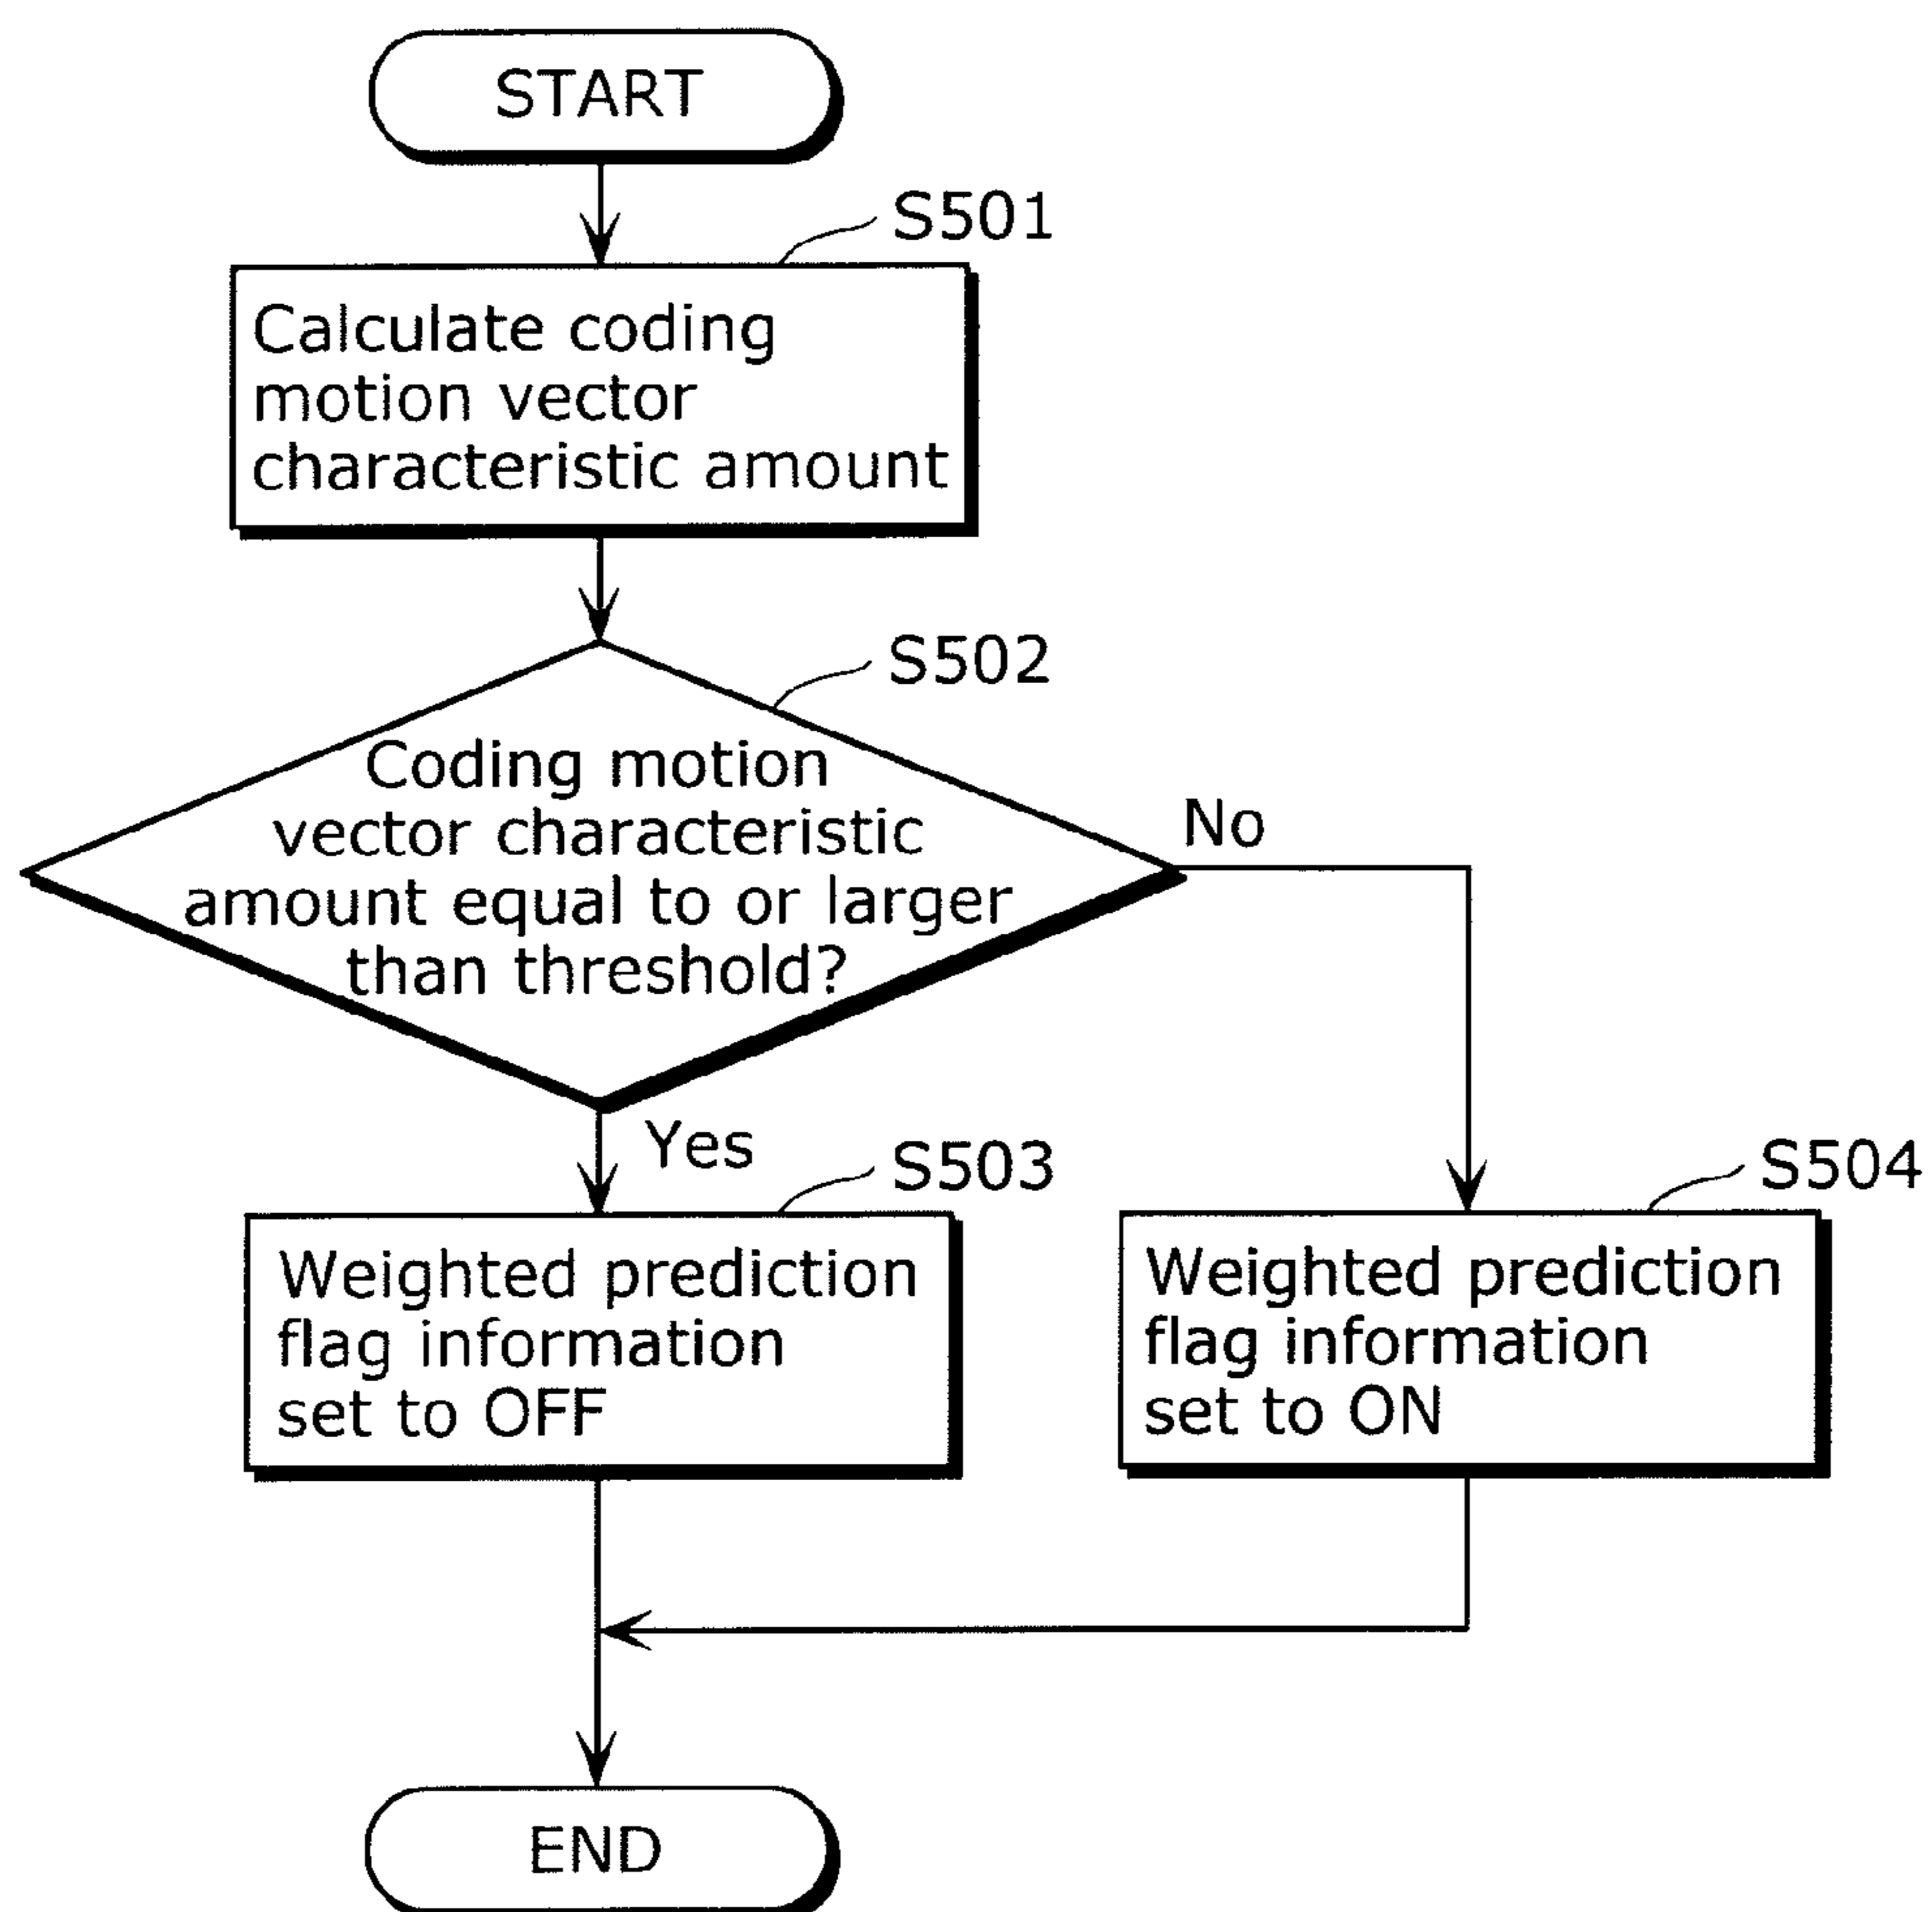 START
S501
Calculate coding
motion vector
characteristic amount
S502
Coding motion
vector characteristic
amount equal to or larger
than threshold?
No
Yes
S503
Weighted prediction
flag information
set to OFF
S504
Weighted prediction
flag information
set to ON
END